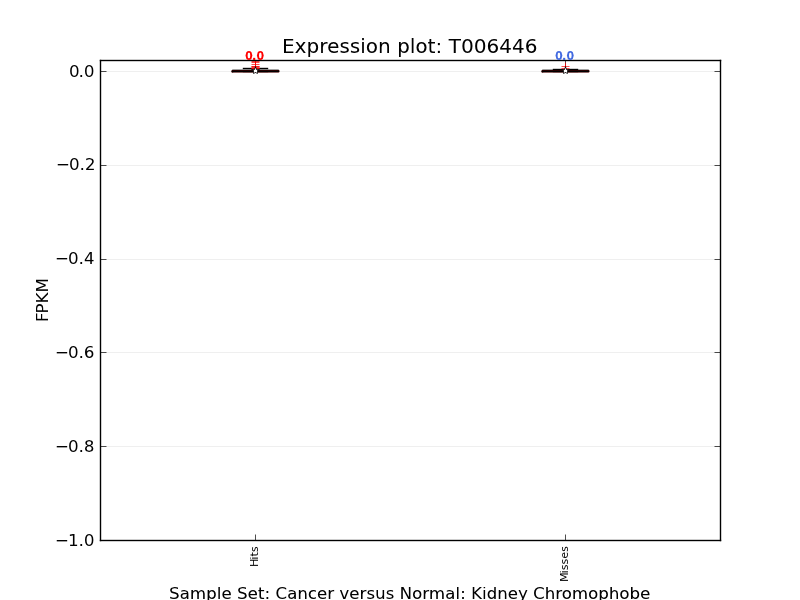 Expression plot: T006446
0.0
0.0
0.0
−0.2
−0.4
−0.6
−0.8
−1.0
FPKM
Hits
Misses
Sample Set: Cancer versus Normal: Kidney Chromophobe